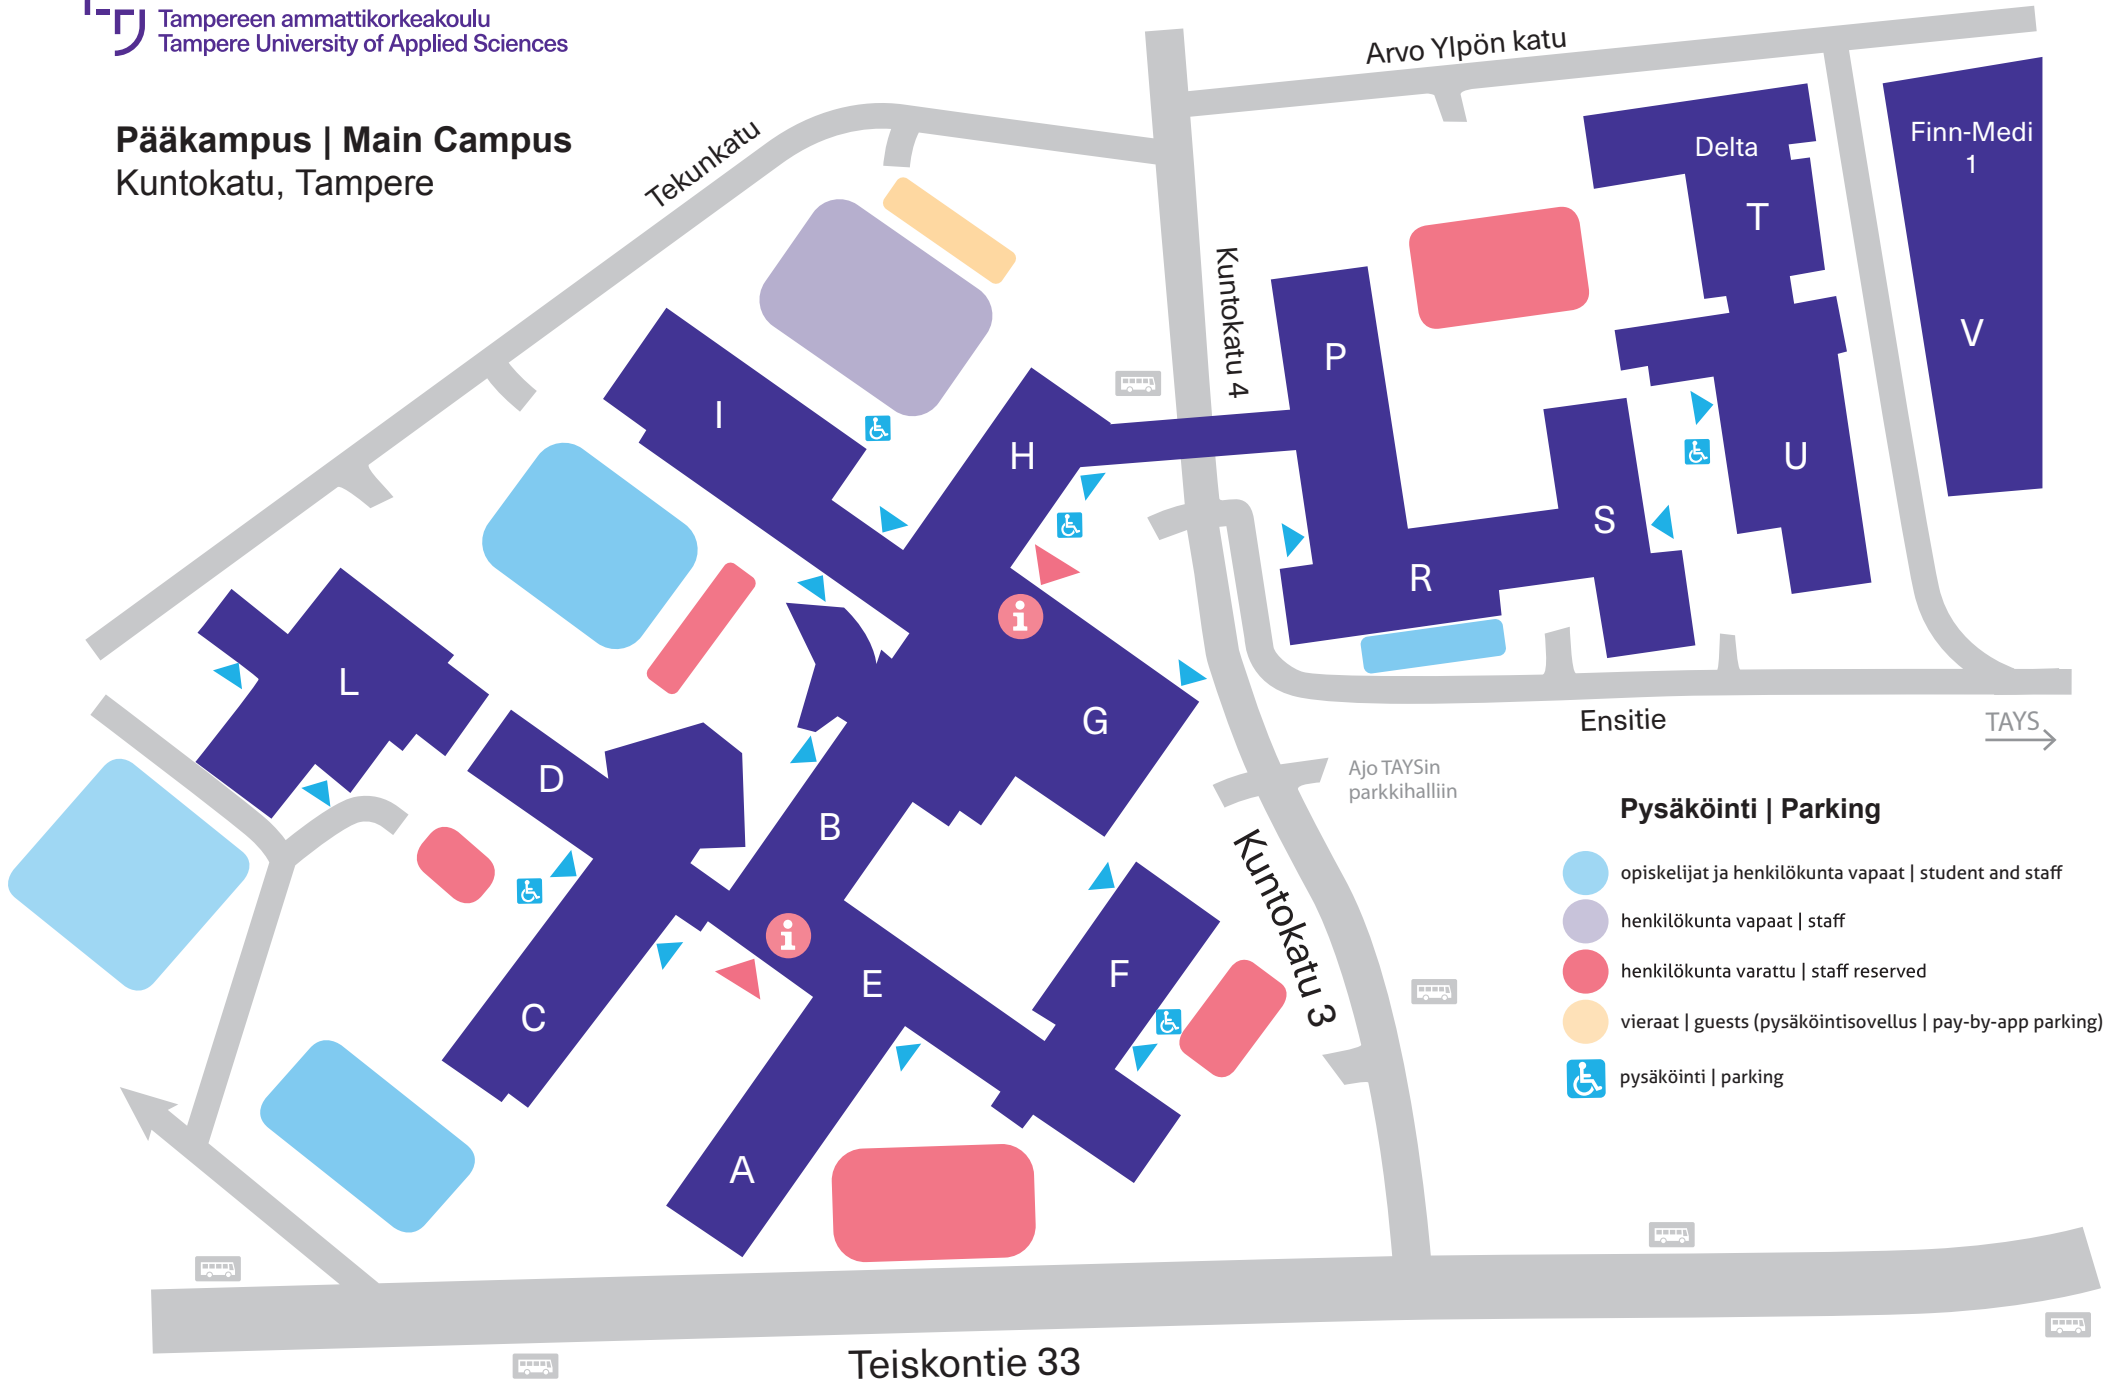 Tampereen ammattikorkeakoulu
Tampere University of Applied Sciences
Pääkampus | Main Campus
Kuntokatu, Tampere
Tekunkatu
Arvo Ylpön katu
Kuntokatu 4
Delta
Finn-Medi
1
T
V
P
I
H
U
S
R
L
G
D
B
F
E
C
A
Ensitie
TAYS
Ajo TAYSin
parkkihalliin
Kuntokatu 3
Pysäköinti | Parking
opiskelijat ja henkilökunta vapaat | student and staff
henkilökunta vapaat | staff
henkilökunta varattu | staff reserved
vieraat | guests (pysäköintisovellus | pay-by-app parking)
pysäköinti | parking
Teiskontie 33